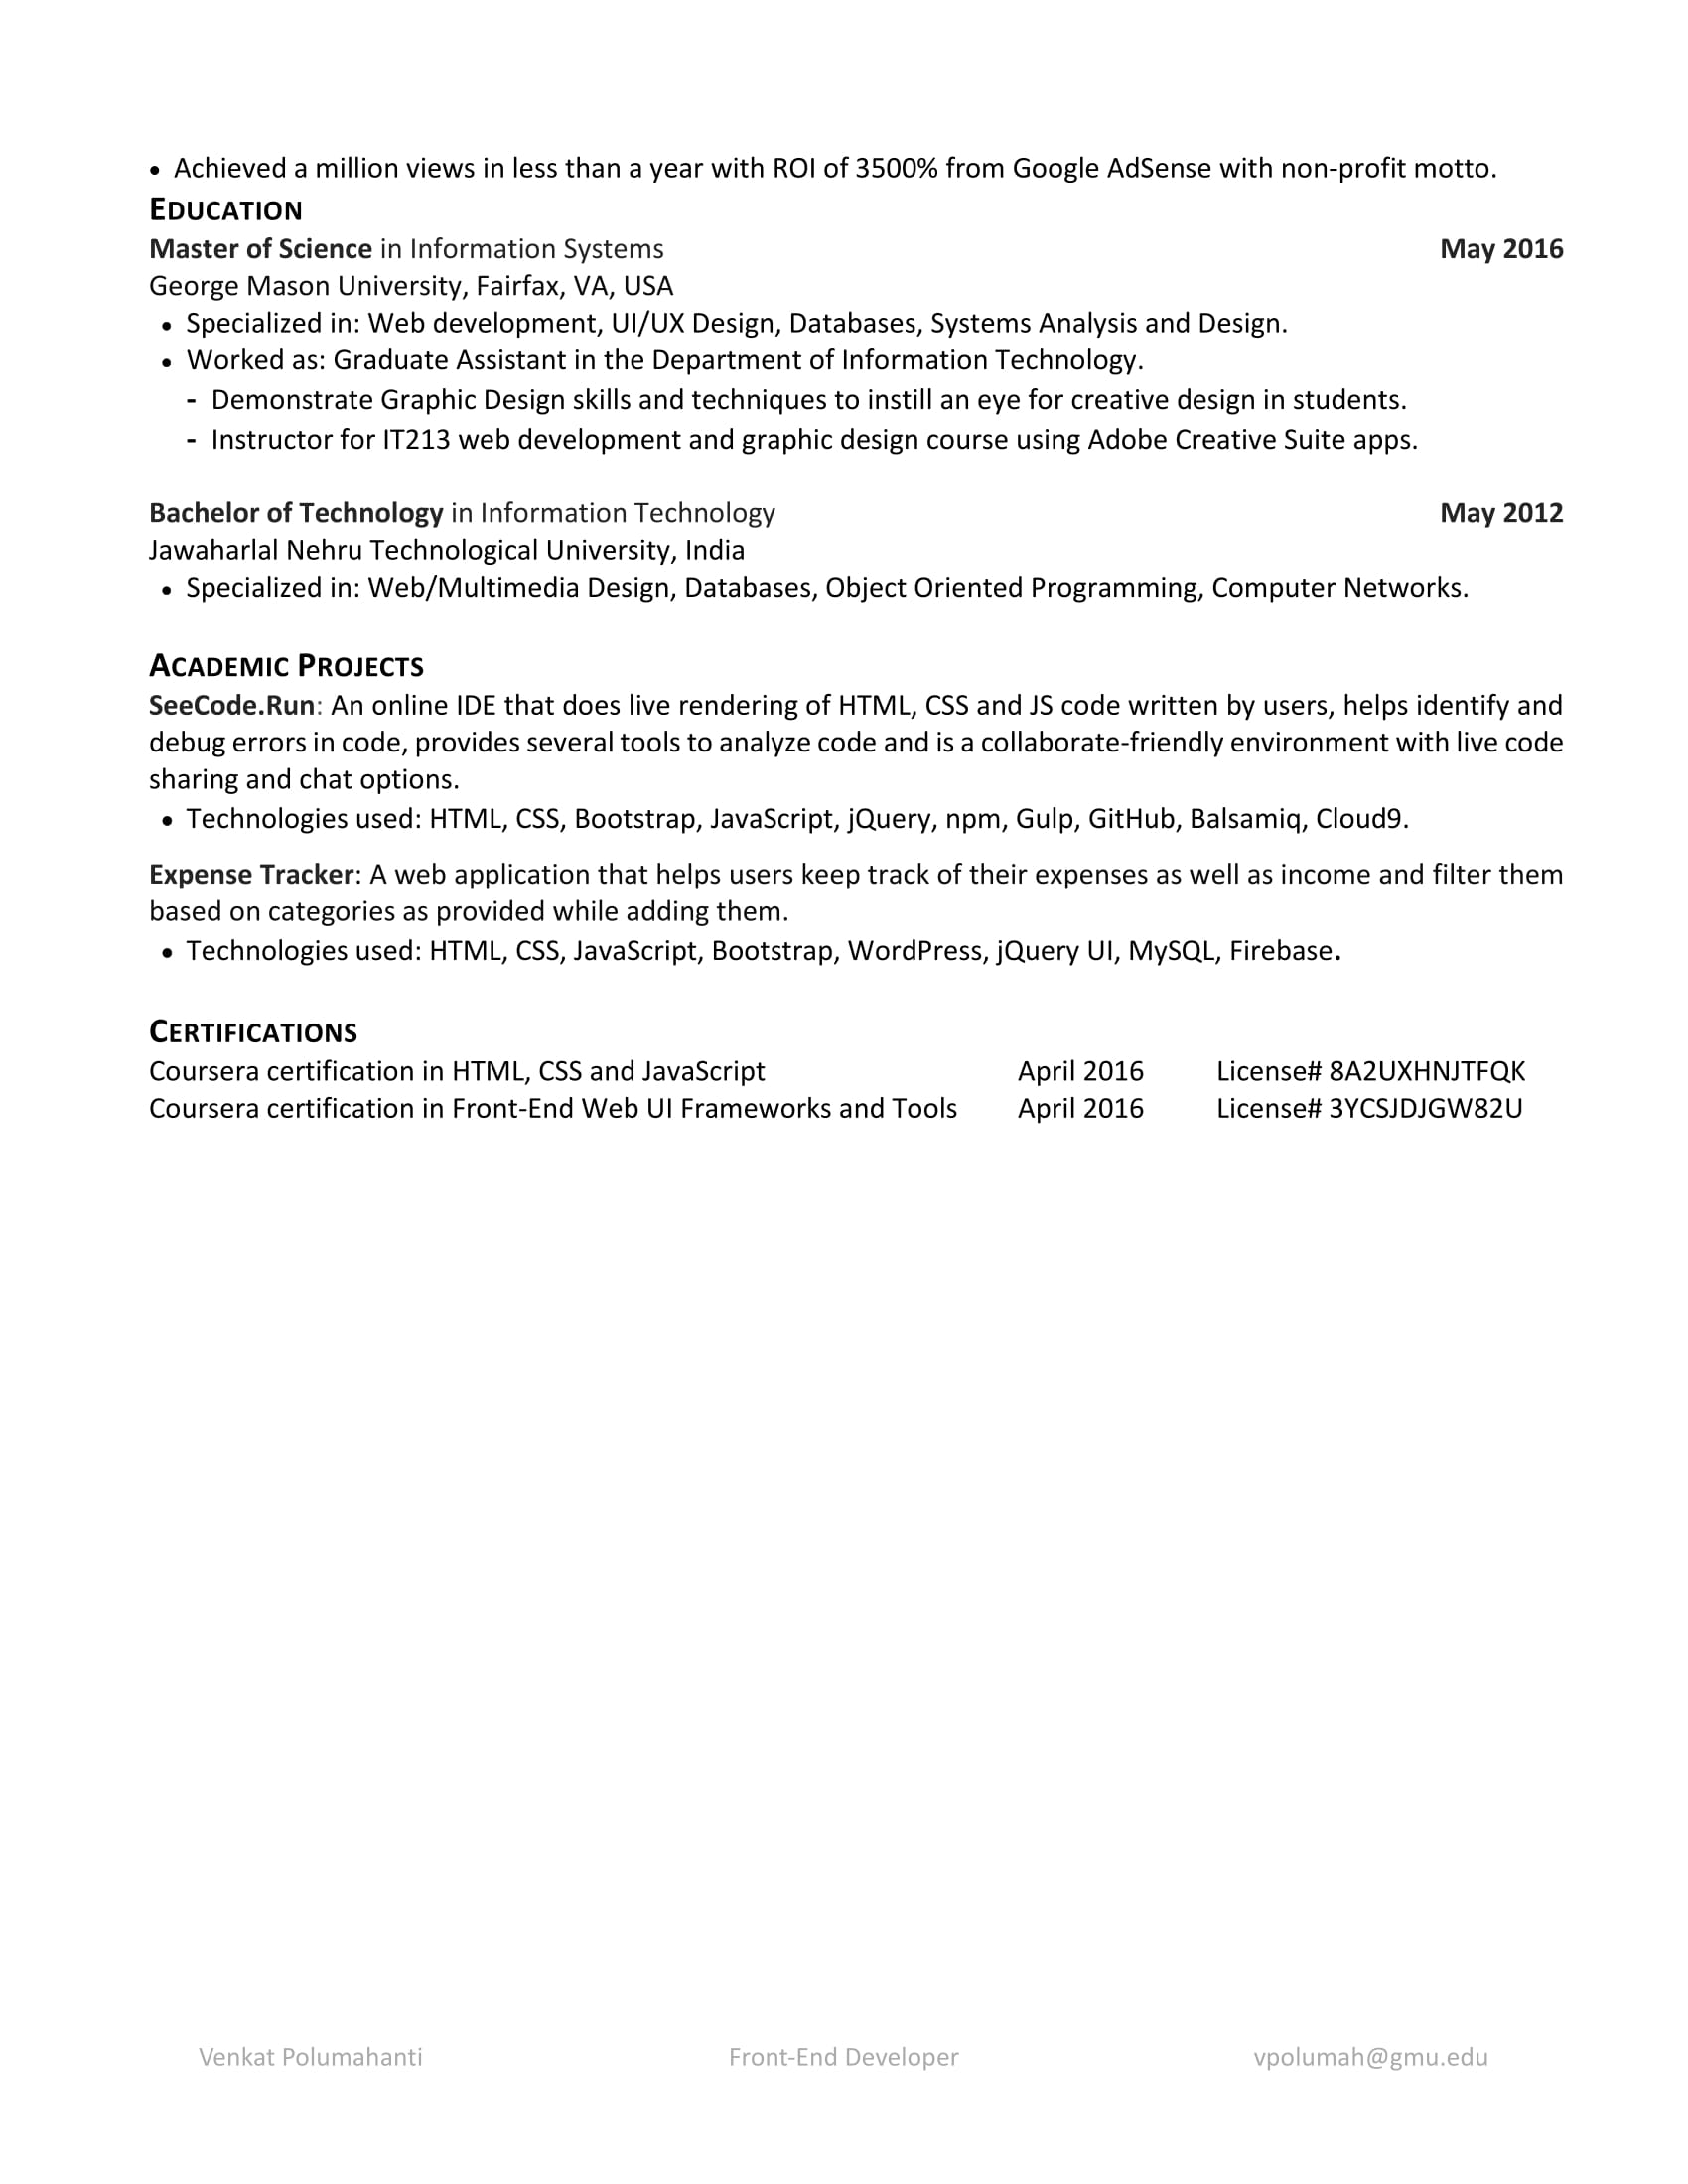 • Achieved a million views in less than a year with ROI of 3500% from Google AdSense with non-profit motto.
EDUCATION
Master of Science in Information Systems May 2016
George Mason University, Fairfax, VA, USA
• Specialized in: Web development, UI/UX Design, Databases, Systems Analysis and Design.
• Worked as: Graduate Assistant in the Department of Information Technology.
- Demonstrate Graphic Design skills and techniques to instill an eye for creative design in students.
- Instructor for IT213 web development and graphic design course using Adobe Creative Suite apps.
Bachelor of Technology in Information Technology May 2012
Jawaharlal Nehru Technological University, India
• Specialized in: Web/Multimedia Design, Databases, Object Oriented Programming, Computer Networks.
ACADEMIC PROJECTS
SeeCode.Run: An online IDE that does live rendering of HTML, CSS and JS code written by users, helps identify and
debug errors in code, provides several tools to analyze code and is a collaborate-friendly environment with live code
sharing and chat options.
• Technologies used: HTML, CSS, Bootstrap, JavaScript, jQuery, npm, Gulp, GitHub, Balsamiq, Cloud9.
Expense Tracker: A web application that helps users keep track of their expenses as well as income and filter them
based on categories as provided while adding them.
• Technologies used: HTML, CSS, JavaScript, Bootstrap, WordPress, jQuery UI, MySQL, Firebase.
CERTIFICATIONS
Coursera certification in HTML, CSS and JavaScript April 2016 License# 8A2UXHNJTFQK
Coursera certification in Front-End Web UI Frameworks and Tools April 2016 License# 3YCSJDJGW82U
Venkat Polumahanti Front-End Developer vpolumah@gmu.edu